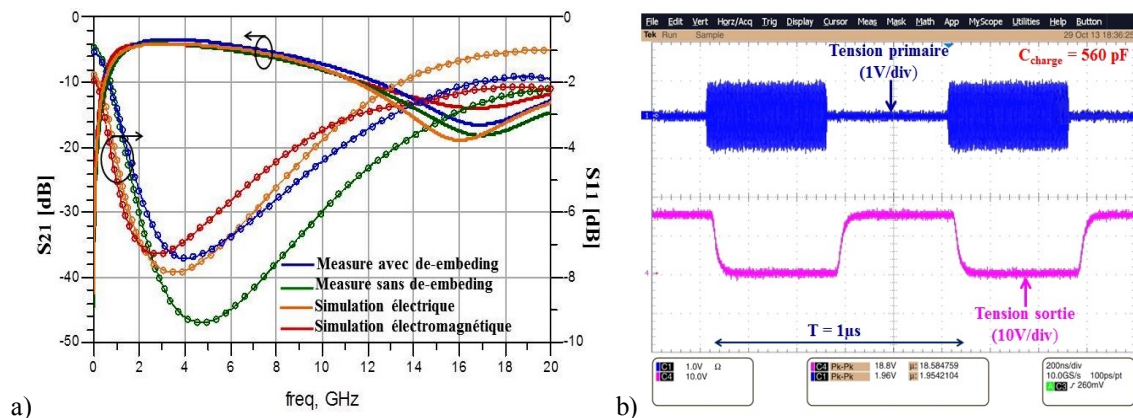 0
-10
-20
-30
-40
-50
S21 [dB]
0
-2
-4
-6
-8
-10
S11 [dB]
Measure avec de-embeding
Measure sans de-embeding
Simulation électrique
Simulation électromagnétique
0 2 4 6 8 10 12 14 16 18 20
freq, GHz
a)
File Edit Vert Horiz/Acq Trig Display Cursor Meas Mask Math App MyScope Utilities Help Button
Tek Run Sample 29 Oct 13 18:36:25
Tension primaire
(1V/div)
Ccharge = 560 pF
Tension sortie
(10V/div)
T = 1µs
C1 1.0V Ω
C4 10.0V
C4 Pk-Pk 18.8V µ: 18.584759
C1 Pk-Pk 1.96V µ: 1.9542104
200ns/div
10.0GS/s 100ps/pt
A C3 ƒ 260mV
b)